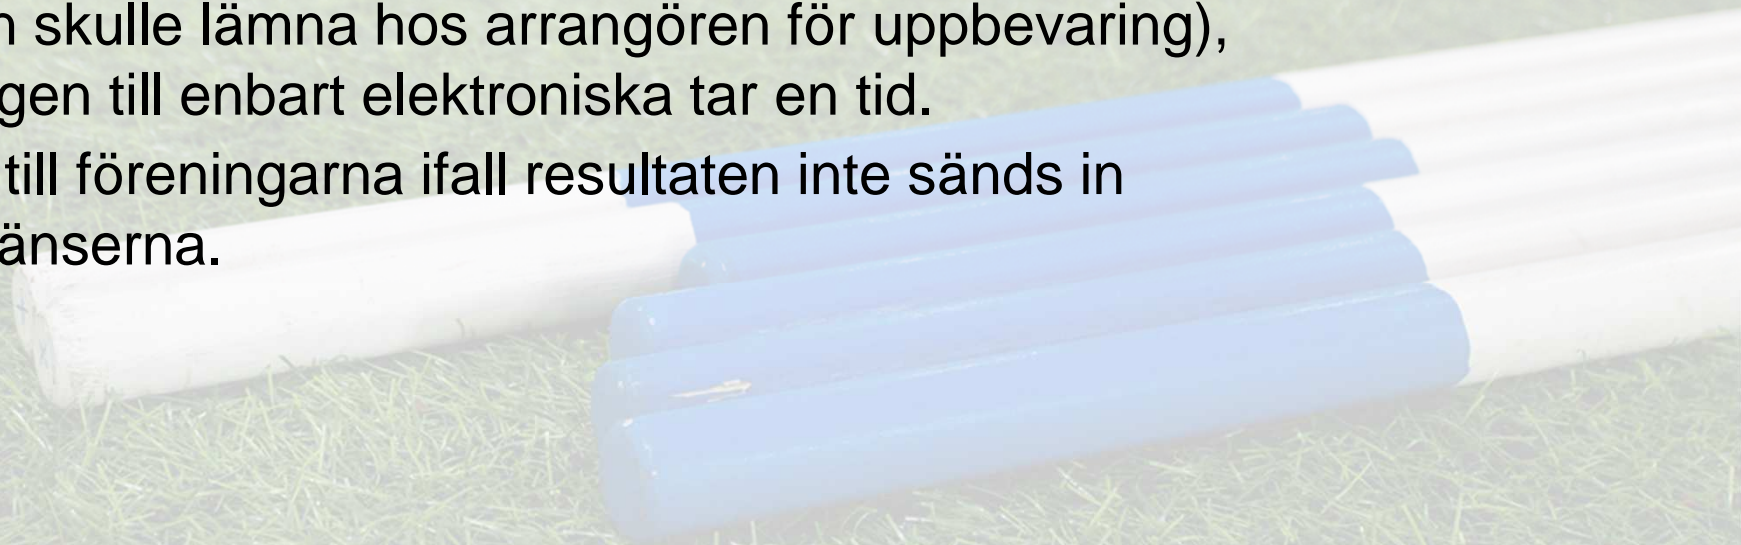 n skulle lämna hos arrangören för uppbevaring),
gen till enbart elektroniska tar en tid.
till föreningarna ifall resultaten inte sänds in
änserna.